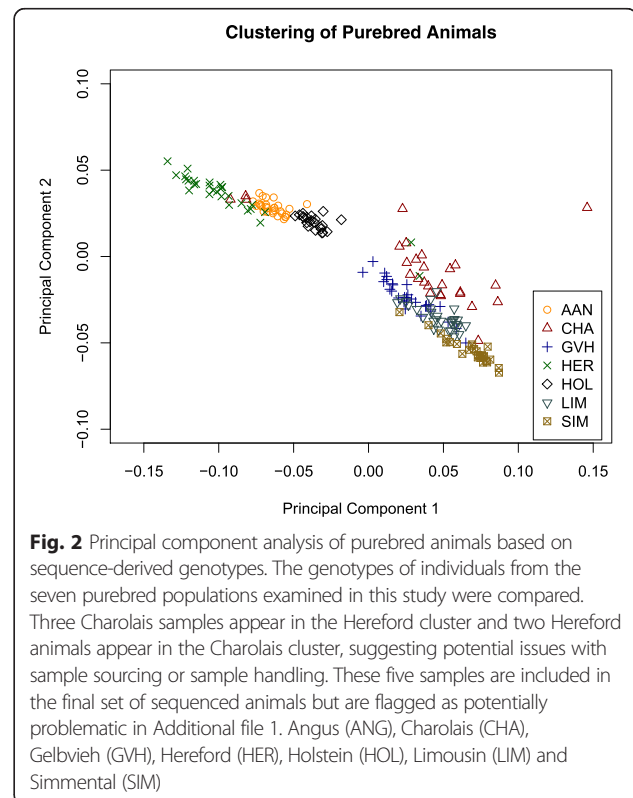 Clustering of Purebred Animals
0.10
0.05
0.00
−0.05
−0.10
Principal Component 2
AAN
CHA
GVH
HER
HOL
LIM
SIM
−0.15
−0.10
−0.05
0.00
0.05
0.10
0.15
Principal Component 1
Fig. 2 Principal component analysis of purebred animals based on
sequence-derived genotypes. The genotypes of individuals from the
seven purebred populations examined in this study were compared.
Three Charolais samples appear in the Hereford cluster and two Hereford
animals appear in the Charolais cluster, suggesting potential issues with
sample sourcing or sample handling. These five samples are included in
the final set of sequenced animals but are flagged as potentially
problematic in Additional file 1. Angus (ANG), Charolais (CHA),
Gelbvieh (GVH), Hereford (HER), Holstein (HOL), Limousin (LIM) and
Simmental (SIM)